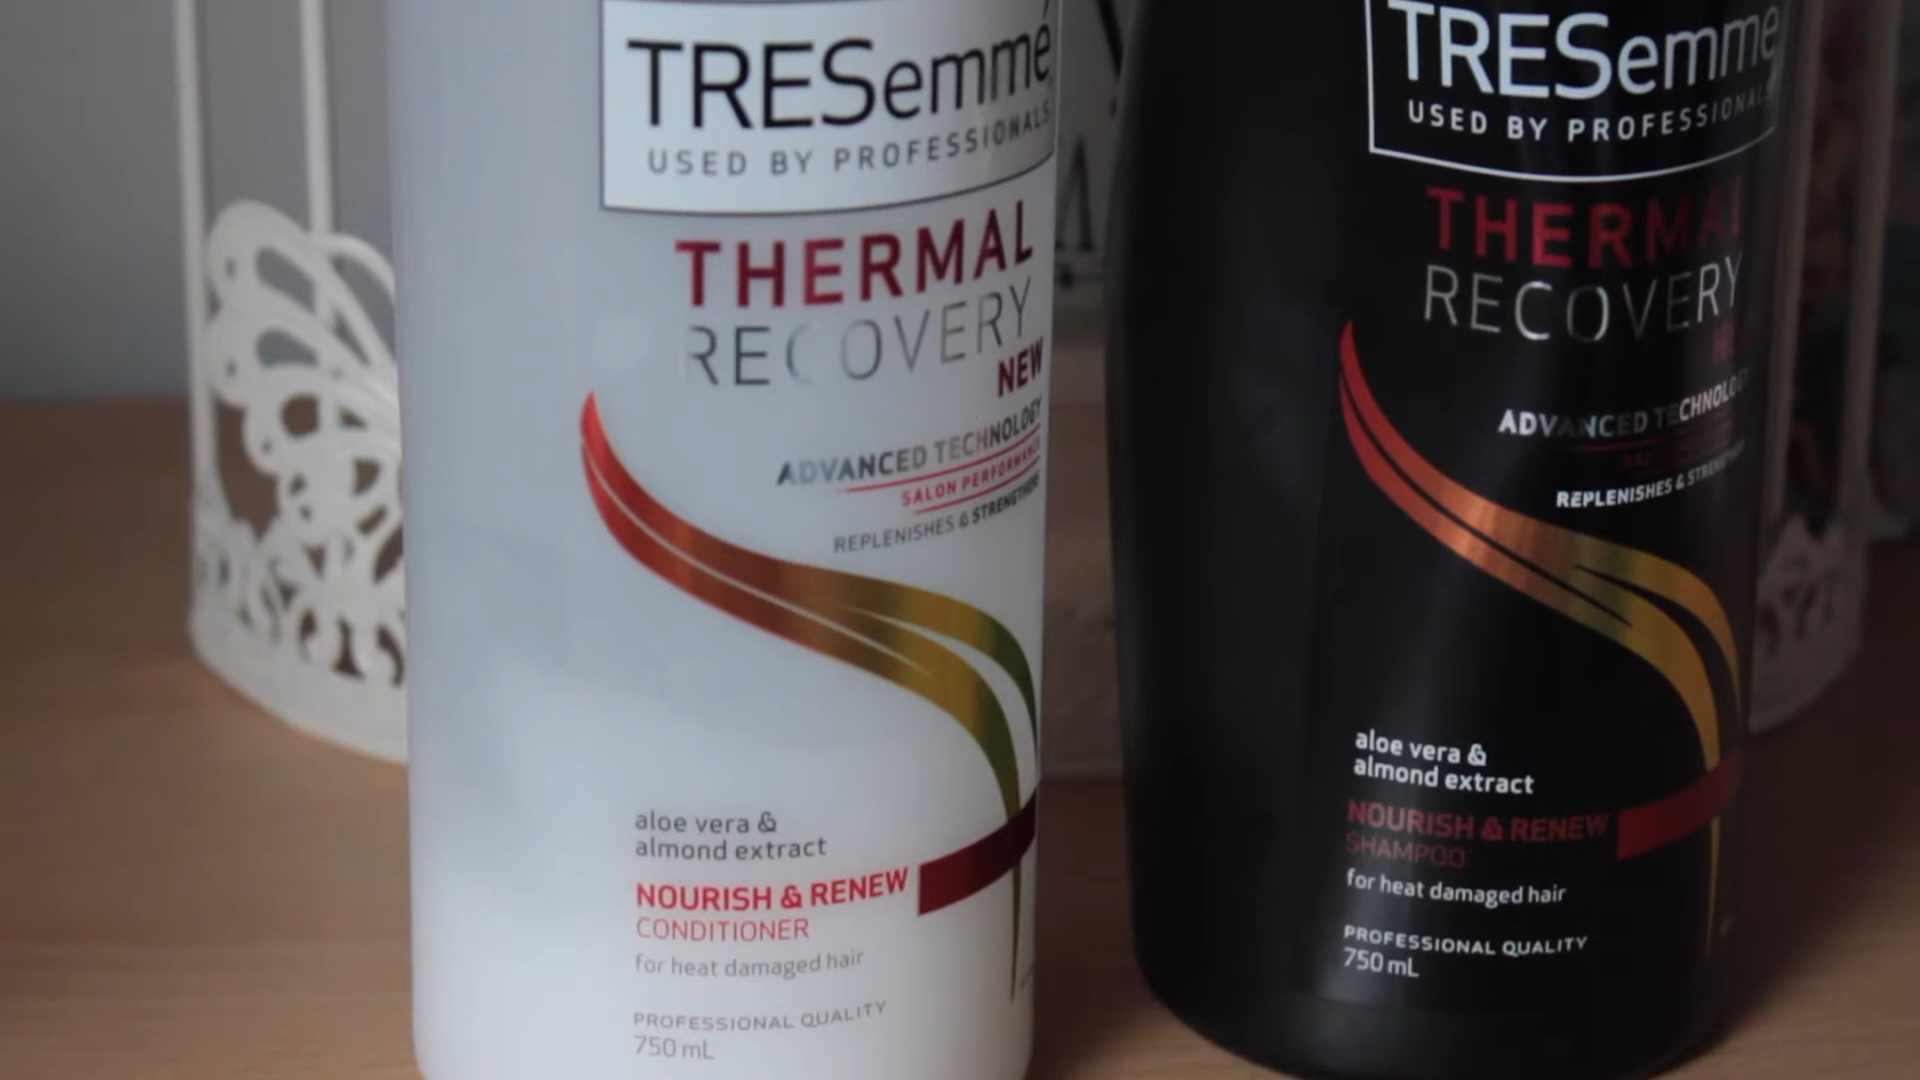 TRESemmé
USED BY PROFESSIONALS
THERMAL
RECOVERY
NEW
ADVANCED TECHNOLOGY
SALON PERFORMANCE
REPLENISHES & STRENGTHENS
aloe vera &
almond extract
NOURISH & RENEW
CONDITIONER
for heat damaged hair
PROFESSIONAL QUALITY
750 mL
TRESemmé
USED BY PROFESSIONALS
THERMAL
RECOVERY
NEW
ADVANCED TECHNOLOGY
REPLENISHES &
aloe vera &
almond extract
NOURISH & RENEW
SHAMPOO
for heat damaged hair
PROFESSIONAL QUALITY
750 mL